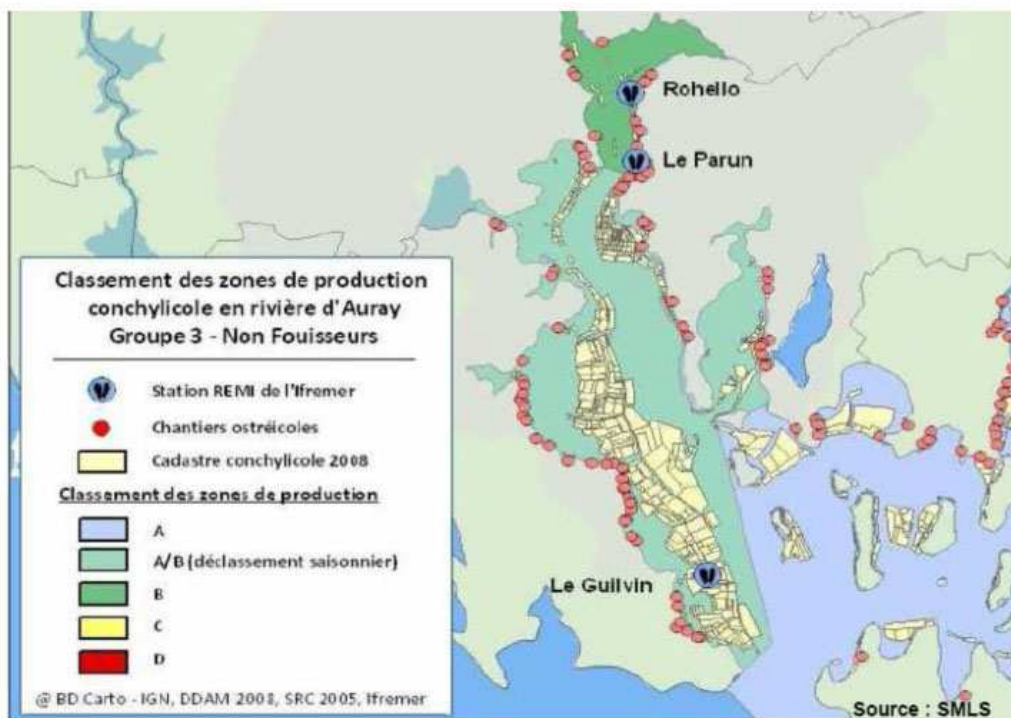 Rohello
Le Parun
Classement des zones de production
conchylicole en rivière d'Auray
Groupe 3 - Non Fouisseurs
Station REMI de l'Ifremer
Chantiers ostréicoles
Cadastre conchylicole 2008
Classement des zones de production
A
A/B (déclassement saisonnier)
B
C
D
Le Guilvin
@ BD Carto - IGN, DDAM 2008, SRC 2005, Ifremer
Source : SMLS